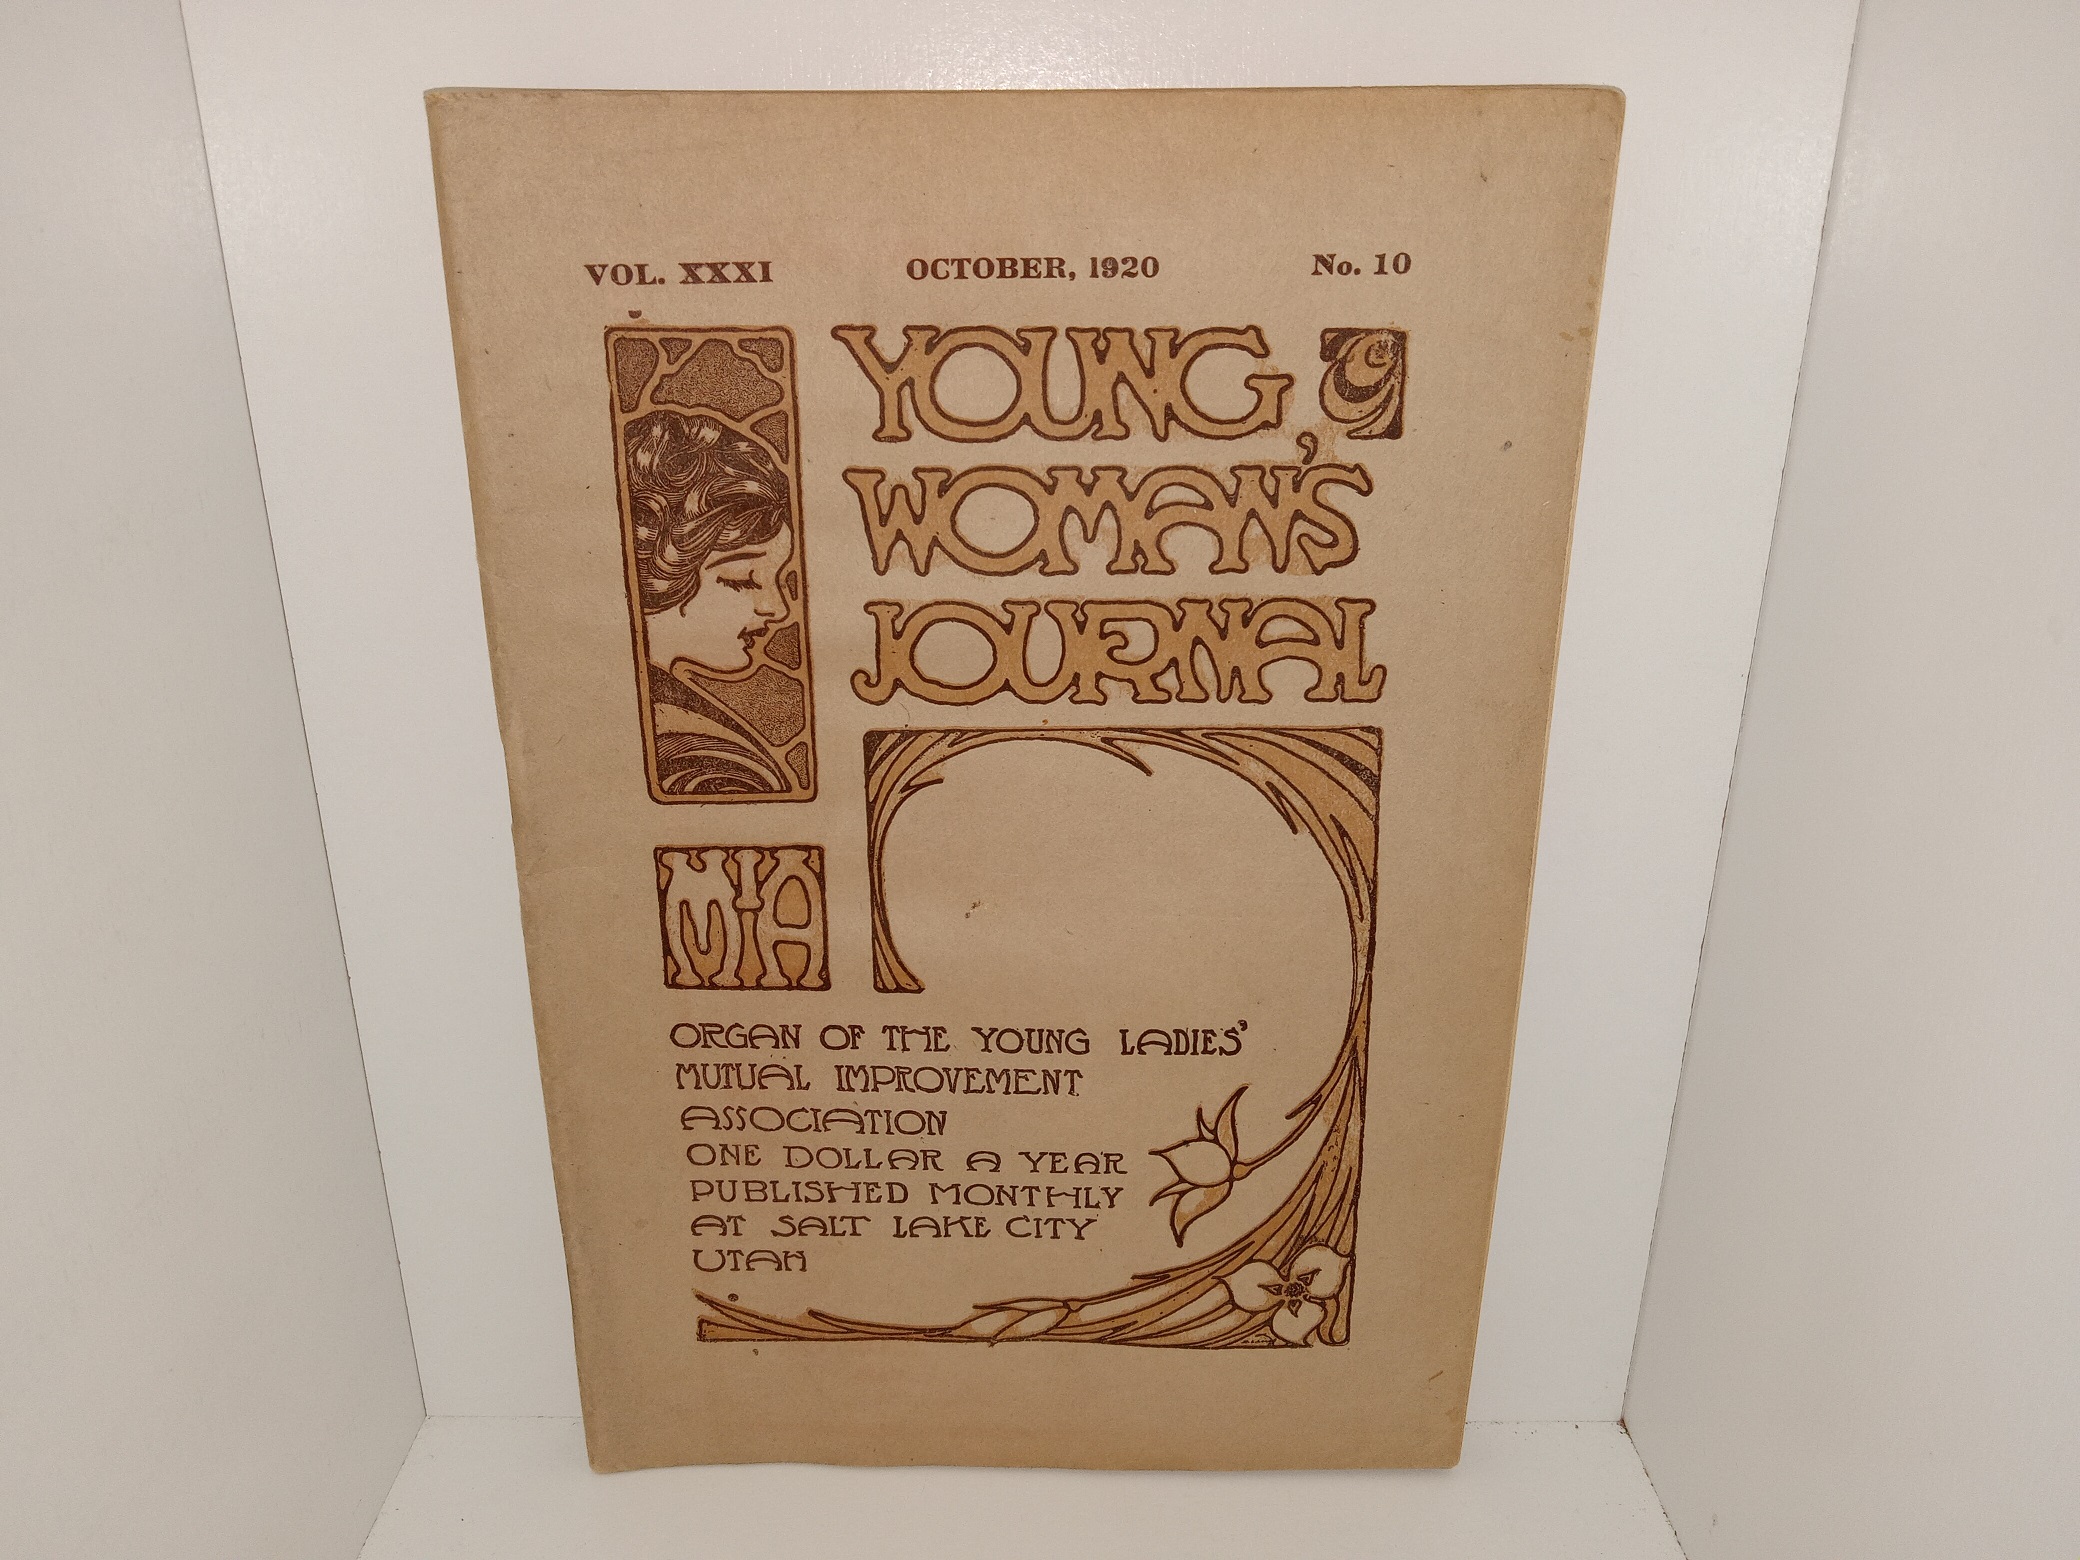 VOL. XXXI OCTOBER, 1920 No. 10
YOUNG
WOMAN'S
JOURNAL
MIA
ORGAN OF THE YOUNG LADIES'
MUTUAL IMPROVEMENT
ASSOCIATION
ONE DOLLAR A YEAR
PUBLISHED MONTHLY
AT SALT LAKE CITY
UTAH